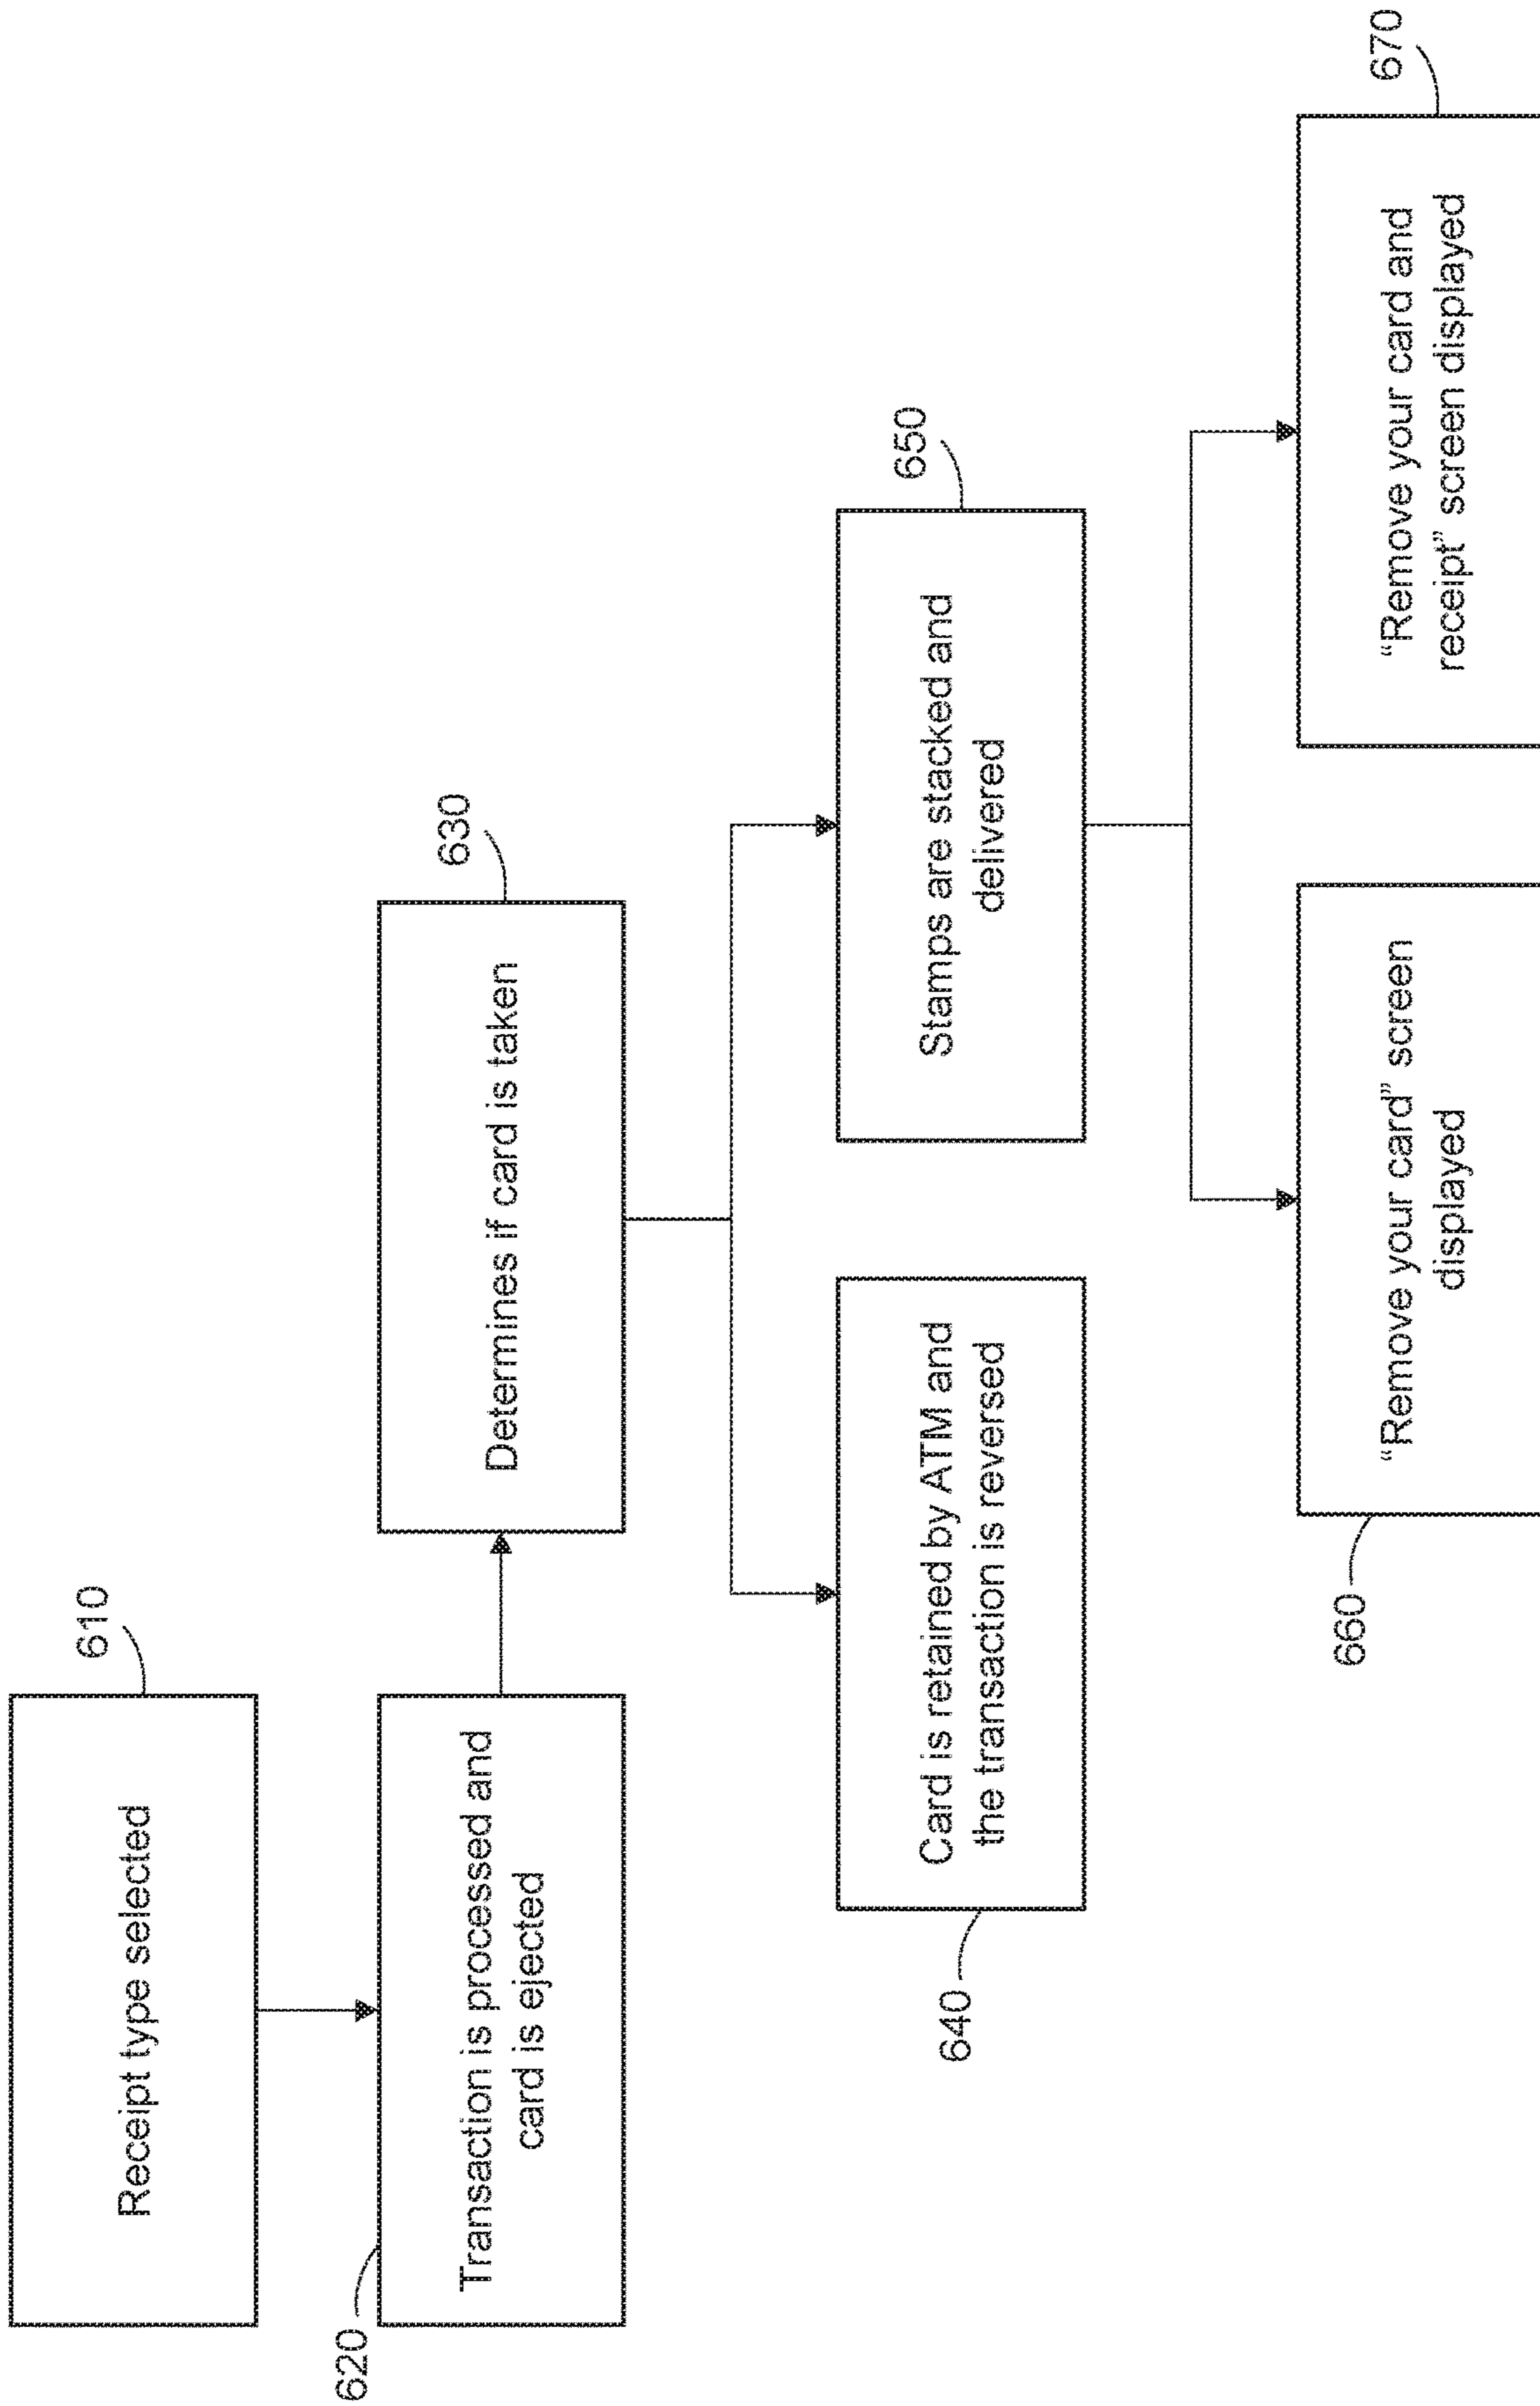 610
Receipt type selected
620
Transaction is processed and
card is ejected
630
Determines if card is taken
640
Card is retained by ATM and
the transaction is reversed
650
Stamps are stacked and
delivered
660
“Remove your card” screen
displayed
670
“Remove your card and
receipt” screen displayed